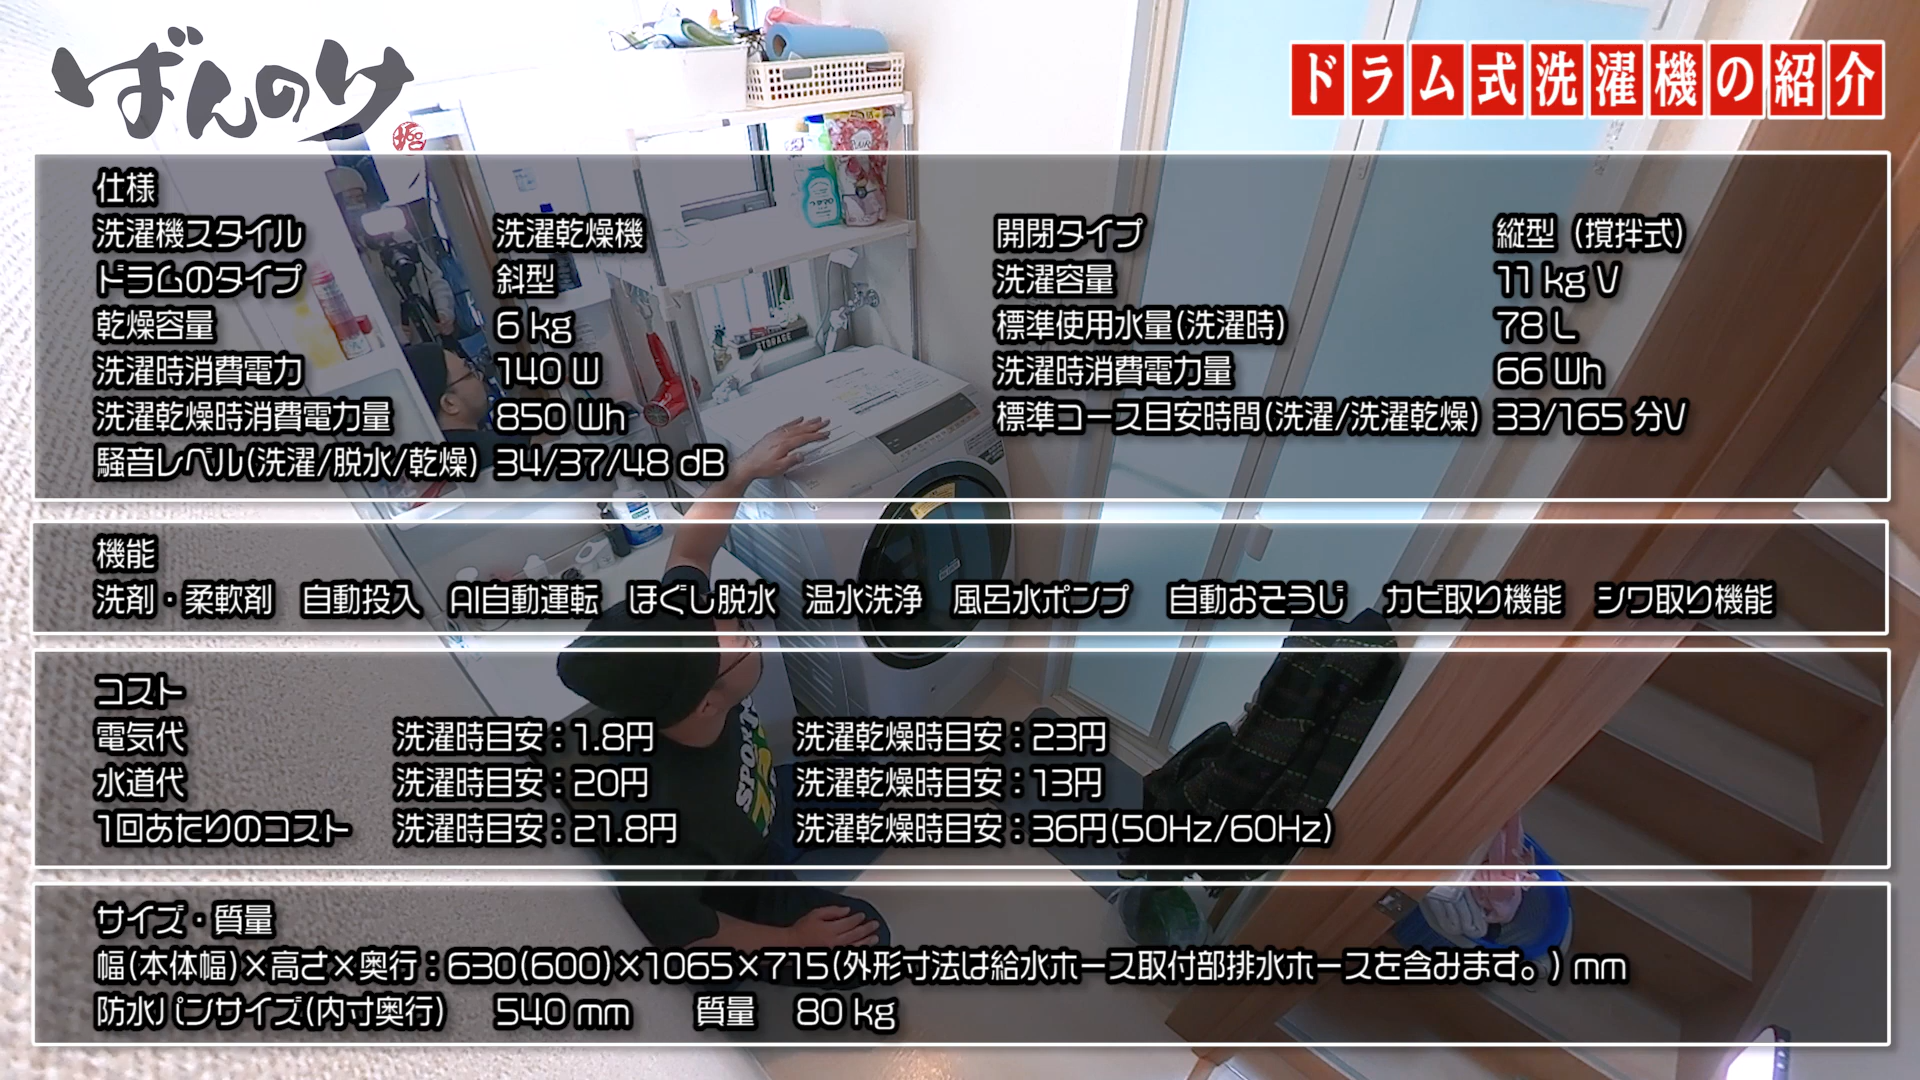 ばんのけ
ドラム式洗濯機の紹介
仕様
洗濯機スタイル 洗濯乾燥機 開閉タイプ 縦型（撹拌式）
ドラムのタイプ 斜型 洗濯容量 11 kg V
乾燥容量 6 kg 標準使用水量(洗濯時) 78 L
洗濯時消費電力 140 W 洗濯時消費電力量 66 Wh
洗濯乾燥時消費電力量 850 Wh 標準コース目安時間(洗濯/洗濯乾燥) 33/165 分V
騒音レベル(洗濯/脱水/乾燥) 34/37/48 dB
機能
洗剤・柔軟剤 自動投入 AI自動運転 ほぐし脱水 温水洗浄 風呂水ポンプ 自動おそうじ カビ取り機能 シワ取り機能
コスト
電気代 洗濯時目安：1.8円 洗濯乾燥時目安：23円
水道代 洗濯時目安：20円 洗濯乾燥時目安：13円
1回あたりのコスト 洗濯時目安：21.8円 洗濯乾燥時目安：36円(50Hz/60Hz)
サイズ・質量
幅(本体幅)×高さ×奥行：630(600)×1065×715(外形寸法は給水ホース取付部排水ホースを含みます。) mm
防水パンサイズ(内寸奥行) 540 mm 質量 80 kg
STORAGE
SPORT